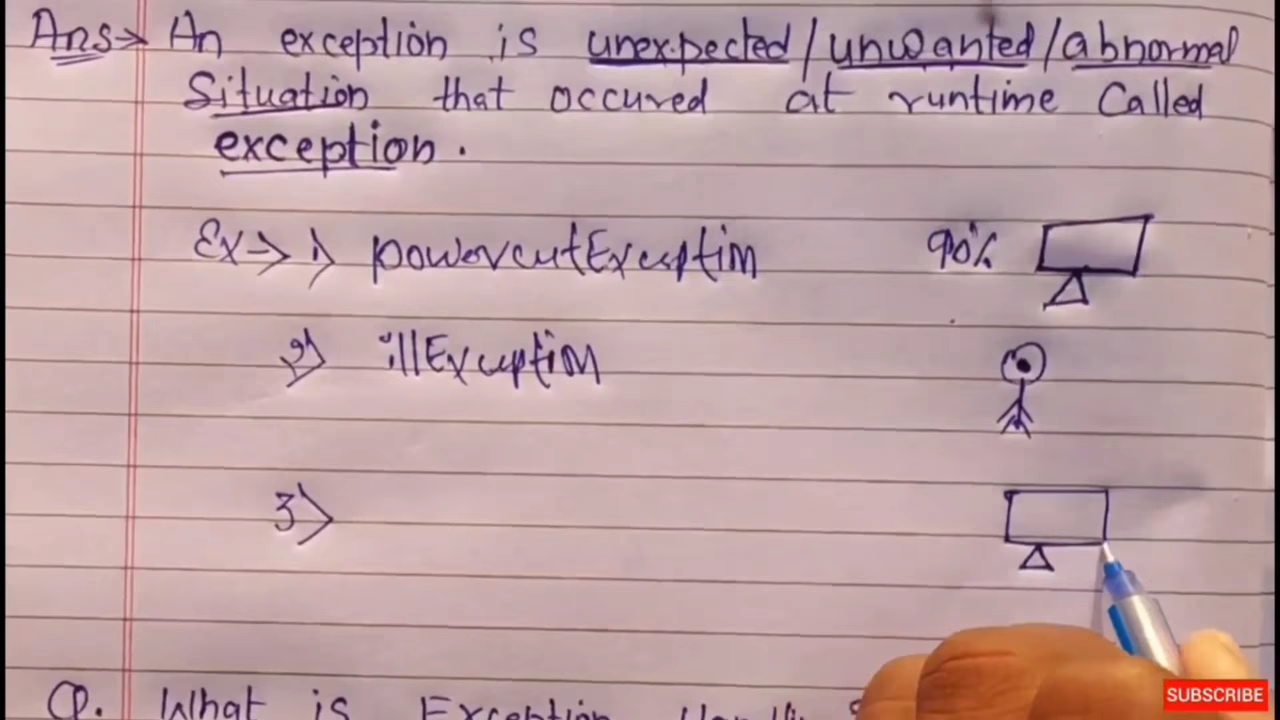 Ans→ An exception is unexpected/unwanted/abnormal
Situation that occured at runtime Called
exception.
Ex→ 1) powercutException 90%
2) illException
3)
Q. What is Exception
SUBSCRIBE